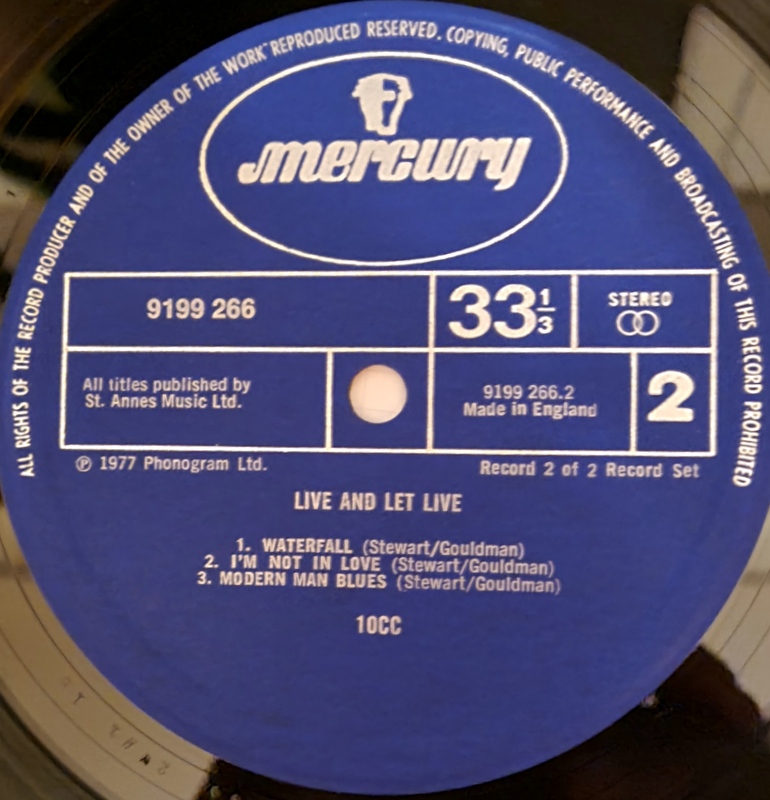 ALL RIGHTS OF THE RECORD PRODUCER AND OF THE OWNER OF THE WORK REPRODUCED RESERVED. COPYING, PUBLIC PERFORMANCE AND BROADCASTING OF THIS RECORD PROHIBITED
mercury
9199 266
33 1/3
STEREO
All titles published by
St. Annes Music Ltd.
9199 266.2
Made in England
2
℗ 1977 Phonogram Ltd.
Record 2 of 2 Record Set
LIVE AND LET LIVE
1. WATERFALL (Stewart/Gouldman)
2. I'M NOT IN LOVE (Stewart/Gouldman)
3. MODERN MAN BLUES (Stewart/Gouldman)
10CC